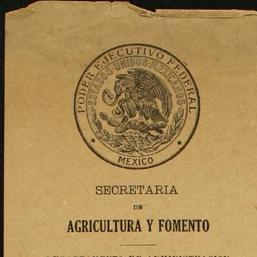 PODER EJECUTIVO FEDERAL
ESTADOS UNIDOS MEXICANOS
MEXICO
SECRETARIA
DE
AGRICULTURA Y FOMENTO